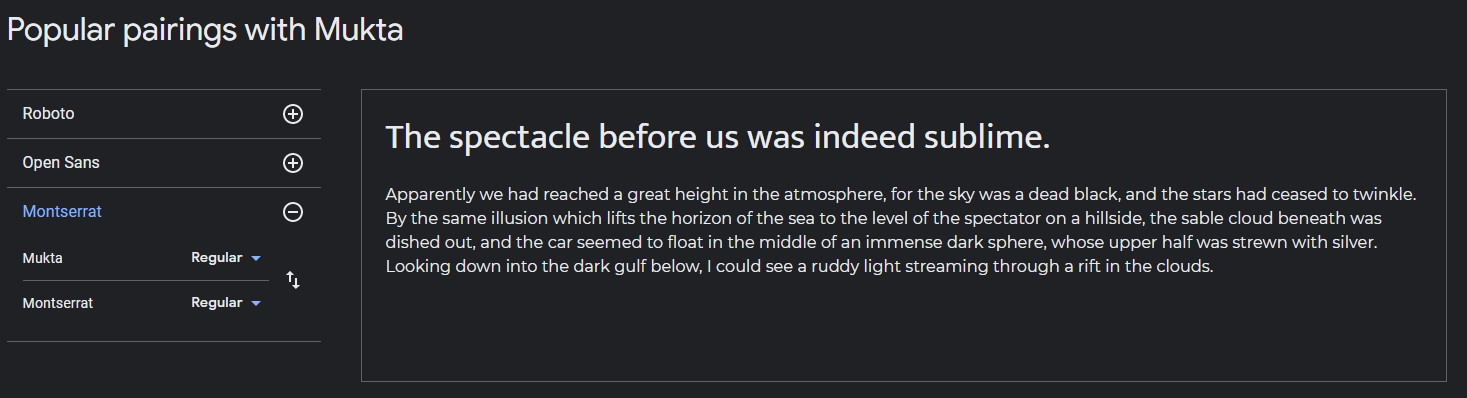 Popular pairings with Mukta
Roboto
Open Sans
Montserrat
Mukta Regular
Montserrat Regular
The spectacle before us was indeed sublime.
Apparently we had reached a great height in the atmosphere, for the sky was a dead black, and the stars had ceased to twinkle.
By the same illusion which lifts the horizon of the sea to the level of the spectator on a hillside, the sable cloud beneath was
dished out, and the car seemed to float in the middle of an immense dark sphere, whose upper half was strewn with silver.
Looking down into the dark gulf below, I could see a ruddy light streaming through a rift in the clouds.